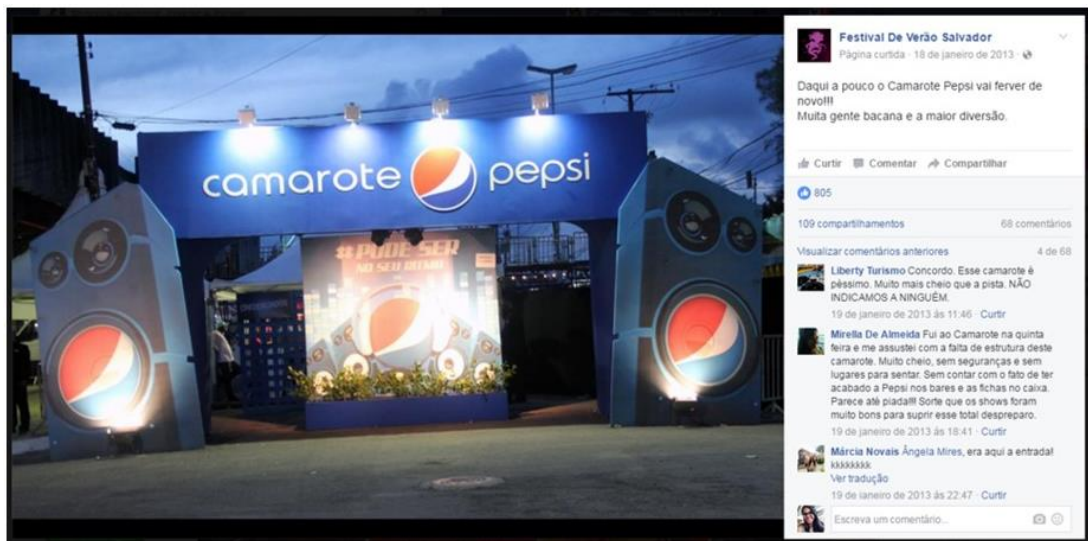 camarote pepsi
#PODE SER
NO SEU RITMO
Festival De Verão Salvador
Página curtida · 18 de janeiro de 2013 ·
Daqui a pouco o Camarote Pepsi vai ferver de
novo!!!
Muita gente bacana e a maior diversão.
Curtir Comentar Compartilhar
805
109 compartilhamentos 68 comentários
Visualizar comentários anteriores 4 de 68
Liberty Turismo Concordo. Esse camarote é
péssimo. Muito mais cheio que a pista. NÃO
INDICAMOS A NINGUÉM.
19 de janeiro de 2013 às 11:46 · Curtir
Mirella De Almeida Fui ao Camarote na quinta
feira e me assustei com a falta de estrutura deste
camarote. Muito cheio, sem seguranças e sem
lugares para sentar. Sem contar com o fato de ter
acabado a Pepsi nos bares e as fichas no caixa.
Parece até piada!!! Sorte que os shows foram
muito bons para suprir esse total despreparo.
19 de janeiro de 2013 às 18:41 · Curtir
Márcia Novais Ângela Mires, era aqui a entrada!
kkkkkkkk
Ver tradução
19 de janeiro de 2013 às 22:47 · Curtir
Escreva um comentário...